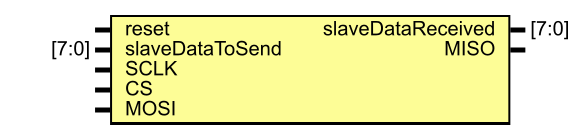 reset slaveDataReceived [7:0]
[7:0] slaveDataToSend MISO
SCLK
CS
MOSI